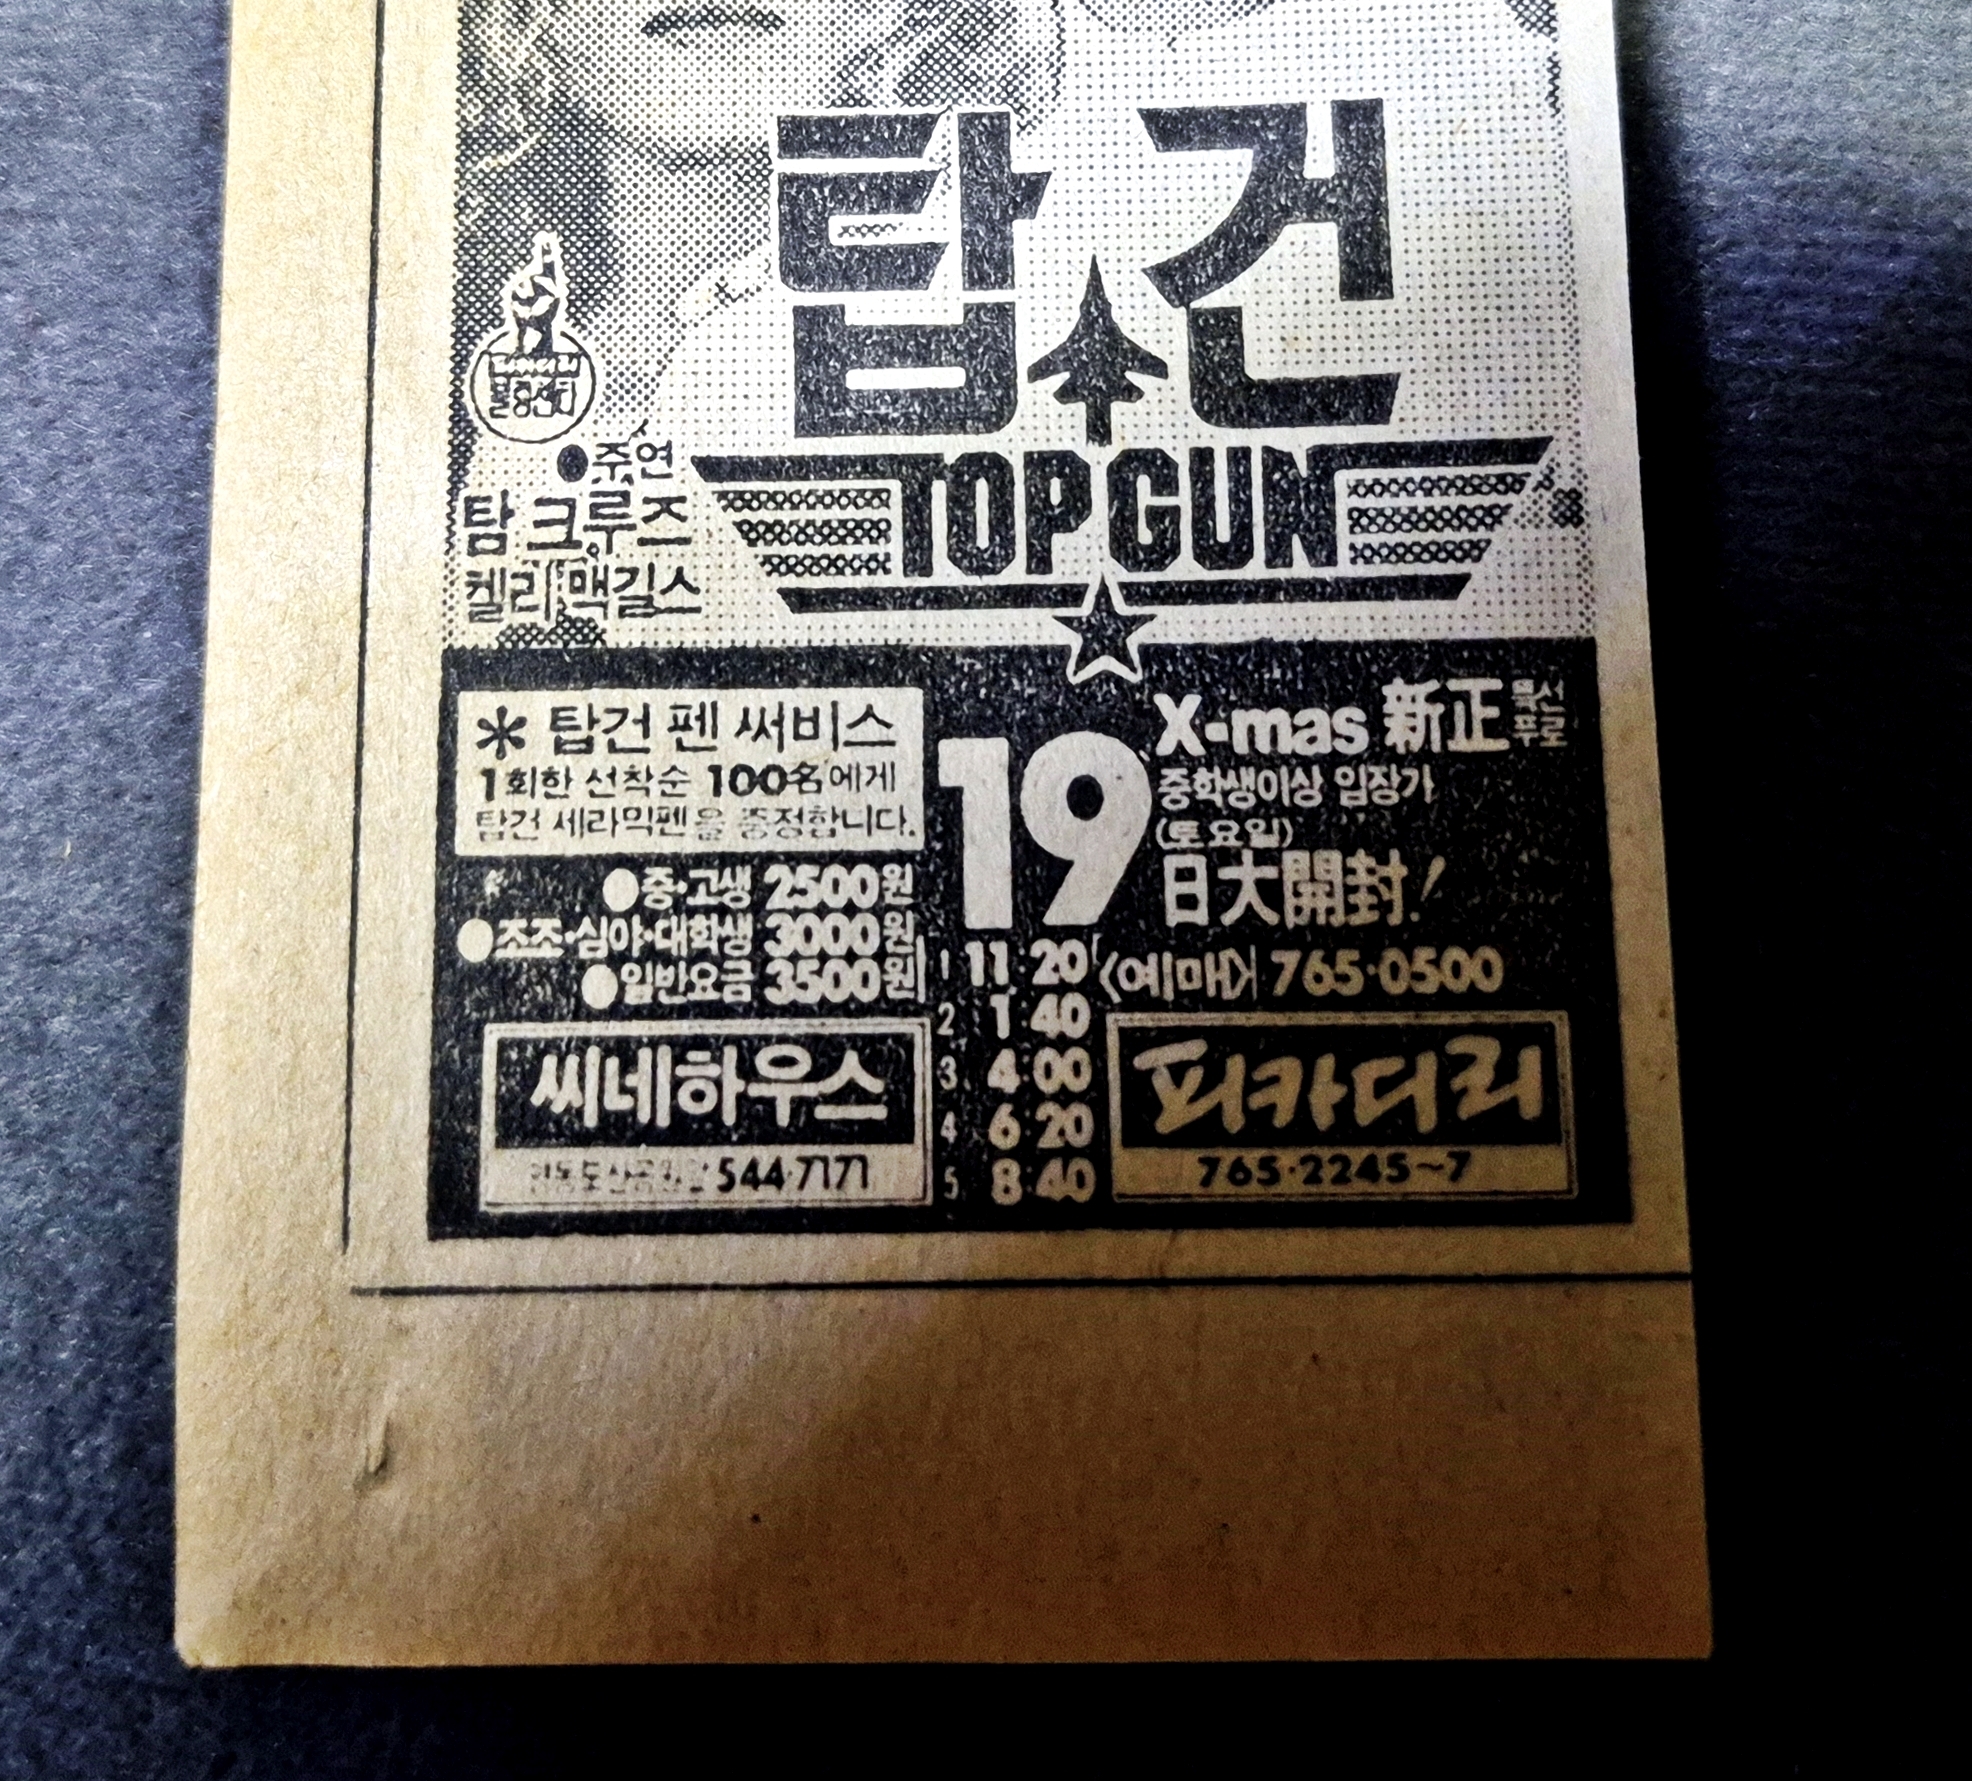 탑건
TOP GUN
●주연
탐 크루즈
켈리 맥길스
* 탑건 펜 써비스
1회한 선착순 100名에게
탑건 세라믹펜을 증정합니다.
●중·고생 2500원
●조조·심야·대학생 3000원
●일반요금 3500원
19
X-mas 新正 특선푸로
중학생이상 입장가
(토요일)
日大開封!
1 11:20
2 1:40
3 4:00
4 6:20
5 8:40
<예매> 765·0500
씨네하우스
544·7171
피카디리
765·2245~7